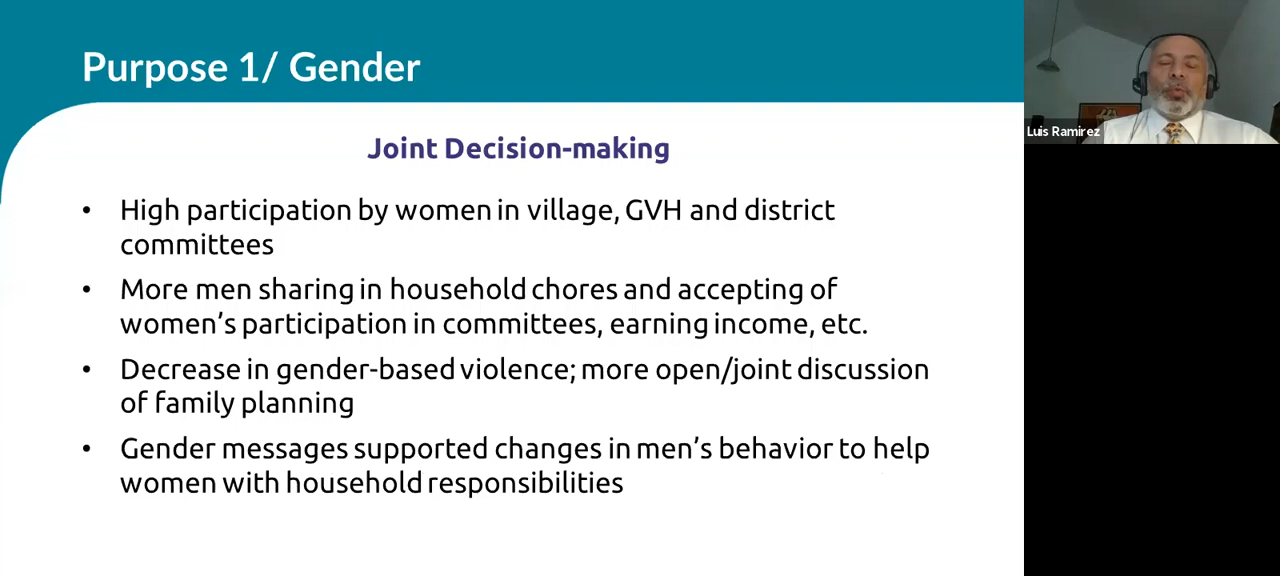 Purpose 1/ Gender
Luis Ramirez
Joint Decision-making
• High participation by women in village, GVH and district
committees
• More men sharing in household chores and accepting of
women’s participation in committees, earning income, etc.
• Decrease in gender-based violence; more open/joint discussion
of family planning
• Gender messages supported changes in men’s behavior to help
women with household responsibilities